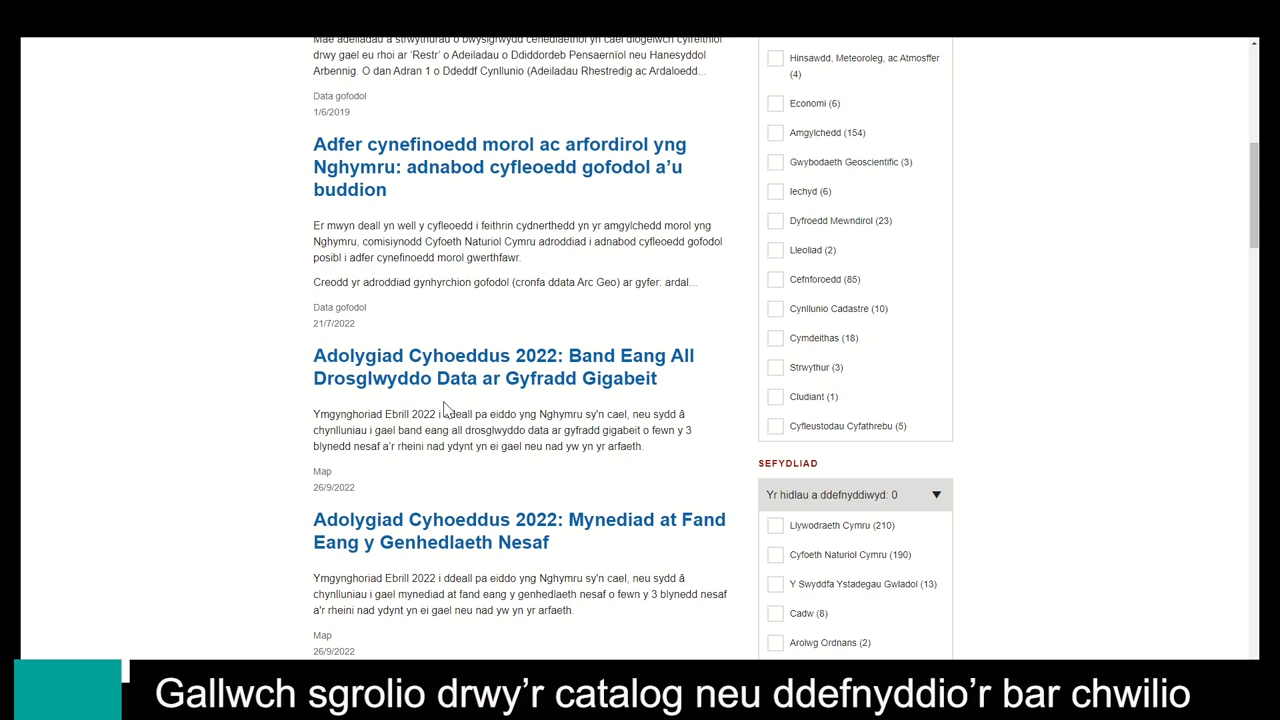 Mae adeiladau a strwythurau o bwysigrwydd cenedlaethol yn cael diogelwch cyfreithiol
drwy gael eu rhoi ar ‘Restr’ o Adeiladau o Ddiddordeb Pensaernïol neu Hanesyddol
Arbennig. O dan Adran 1 o Ddeddf Cynllunio (Adeiladau Rhestredig ac Ardaloedd...
Data gofodol
1/6/2019
Adfer cynefinoedd morol ac arfordirol yng
Nghymru: adnabod cyfleoedd gofodol a’u
buddion
Er mwyn deall yn well y cyfleoedd i feithrin cydnerthedd yn yr amgylchedd morol yng
Nghymru, comisiynodd Cyfoeth Naturiol Cymru adroddiad i adnabod cyfleoedd gofodol
posibl i adfer cynefinoedd morol gwerthfawr.
Creodd yr adroddiad gynhyrchion gofodol (cronfa ddata Arc Geo) ar gyfer: ardal...
Data gofodol
21/7/2022
Adolygiad Cyhoeddus 2022: Band Eang All
Drosglwyddo Data ar Gyfradd Gigabeit
Ymgynghoriad Ebrill 2022 i ddeall pa eiddo yng Nghymru sy'n cael, neu sydd â
chynlluniau i gael band eang all drosglwyddo data ar gyfradd gigabeit o fewn y 3
blynedd nesaf a’r rheini nad ydynt yn ei gael neu nad yw yn yr arfaeth.
Map
26/9/2022
Adolygiad Cyhoeddus 2022: Mynediad at Fand
Eang y Genhedlaeth Nesaf
Ymgynghoriad Ebrill 2022 i ddeall pa eiddo yng Nghymru sy'n cael, neu sydd â
chynlluniau i gael mynediad at fand eang y genhedlaeth nesaf o fewn y 3 blynedd nesaf
a'r rheini nad ydynt yn ei gael neu nad yw yn yr arfaeth.
Map
26/9/2022
Hinsawdd, Meteoroleg, ac Atmosffer
(4)
Economi (6)
Amgylchedd (154)
Gwybodaeth Geoscientific (3)
Iechyd (6)
Dyfroedd Mewndirol (23)
Lleoliad (2)
Cefnforoedd (85)
Cynllunio Cadastre (10)
Cymdeithas (18)
Strwythur (3)
Cludiant (1)
Cyfleustodau Cyfathrebu (5)
SEFYDLIAD
Yr hidlau a ddefnyddiwyd: 0
Llywodraeth Cymru (210)
Cyfoeth Naturiol Cymru (190)
Y Swyddfa Ystadegau Gwladol (13)
Cadw (8)
Arolwg Ordnans (2)
Gallwch sgrolio drwy’r catalog neu ddefnyddio’r bar chwilio